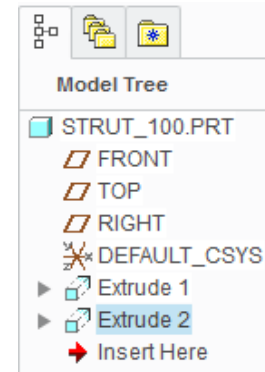 Model Tree
STRUT_100.PRT
FRONT
TOP
RIGHT
DEFAULT_CSYS
Extrude 1
Extrude 2
Insert Here